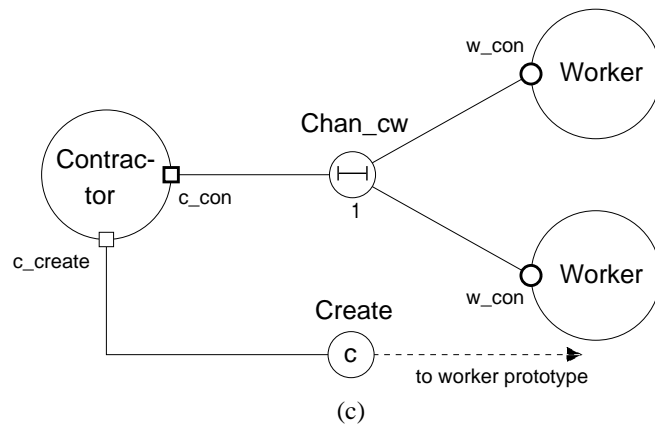 w_con
Worker
Chan_cw
Contrac-
tor
c_con
1
c_create
w_con
Worker
Create
c
to worker prototype
(c)